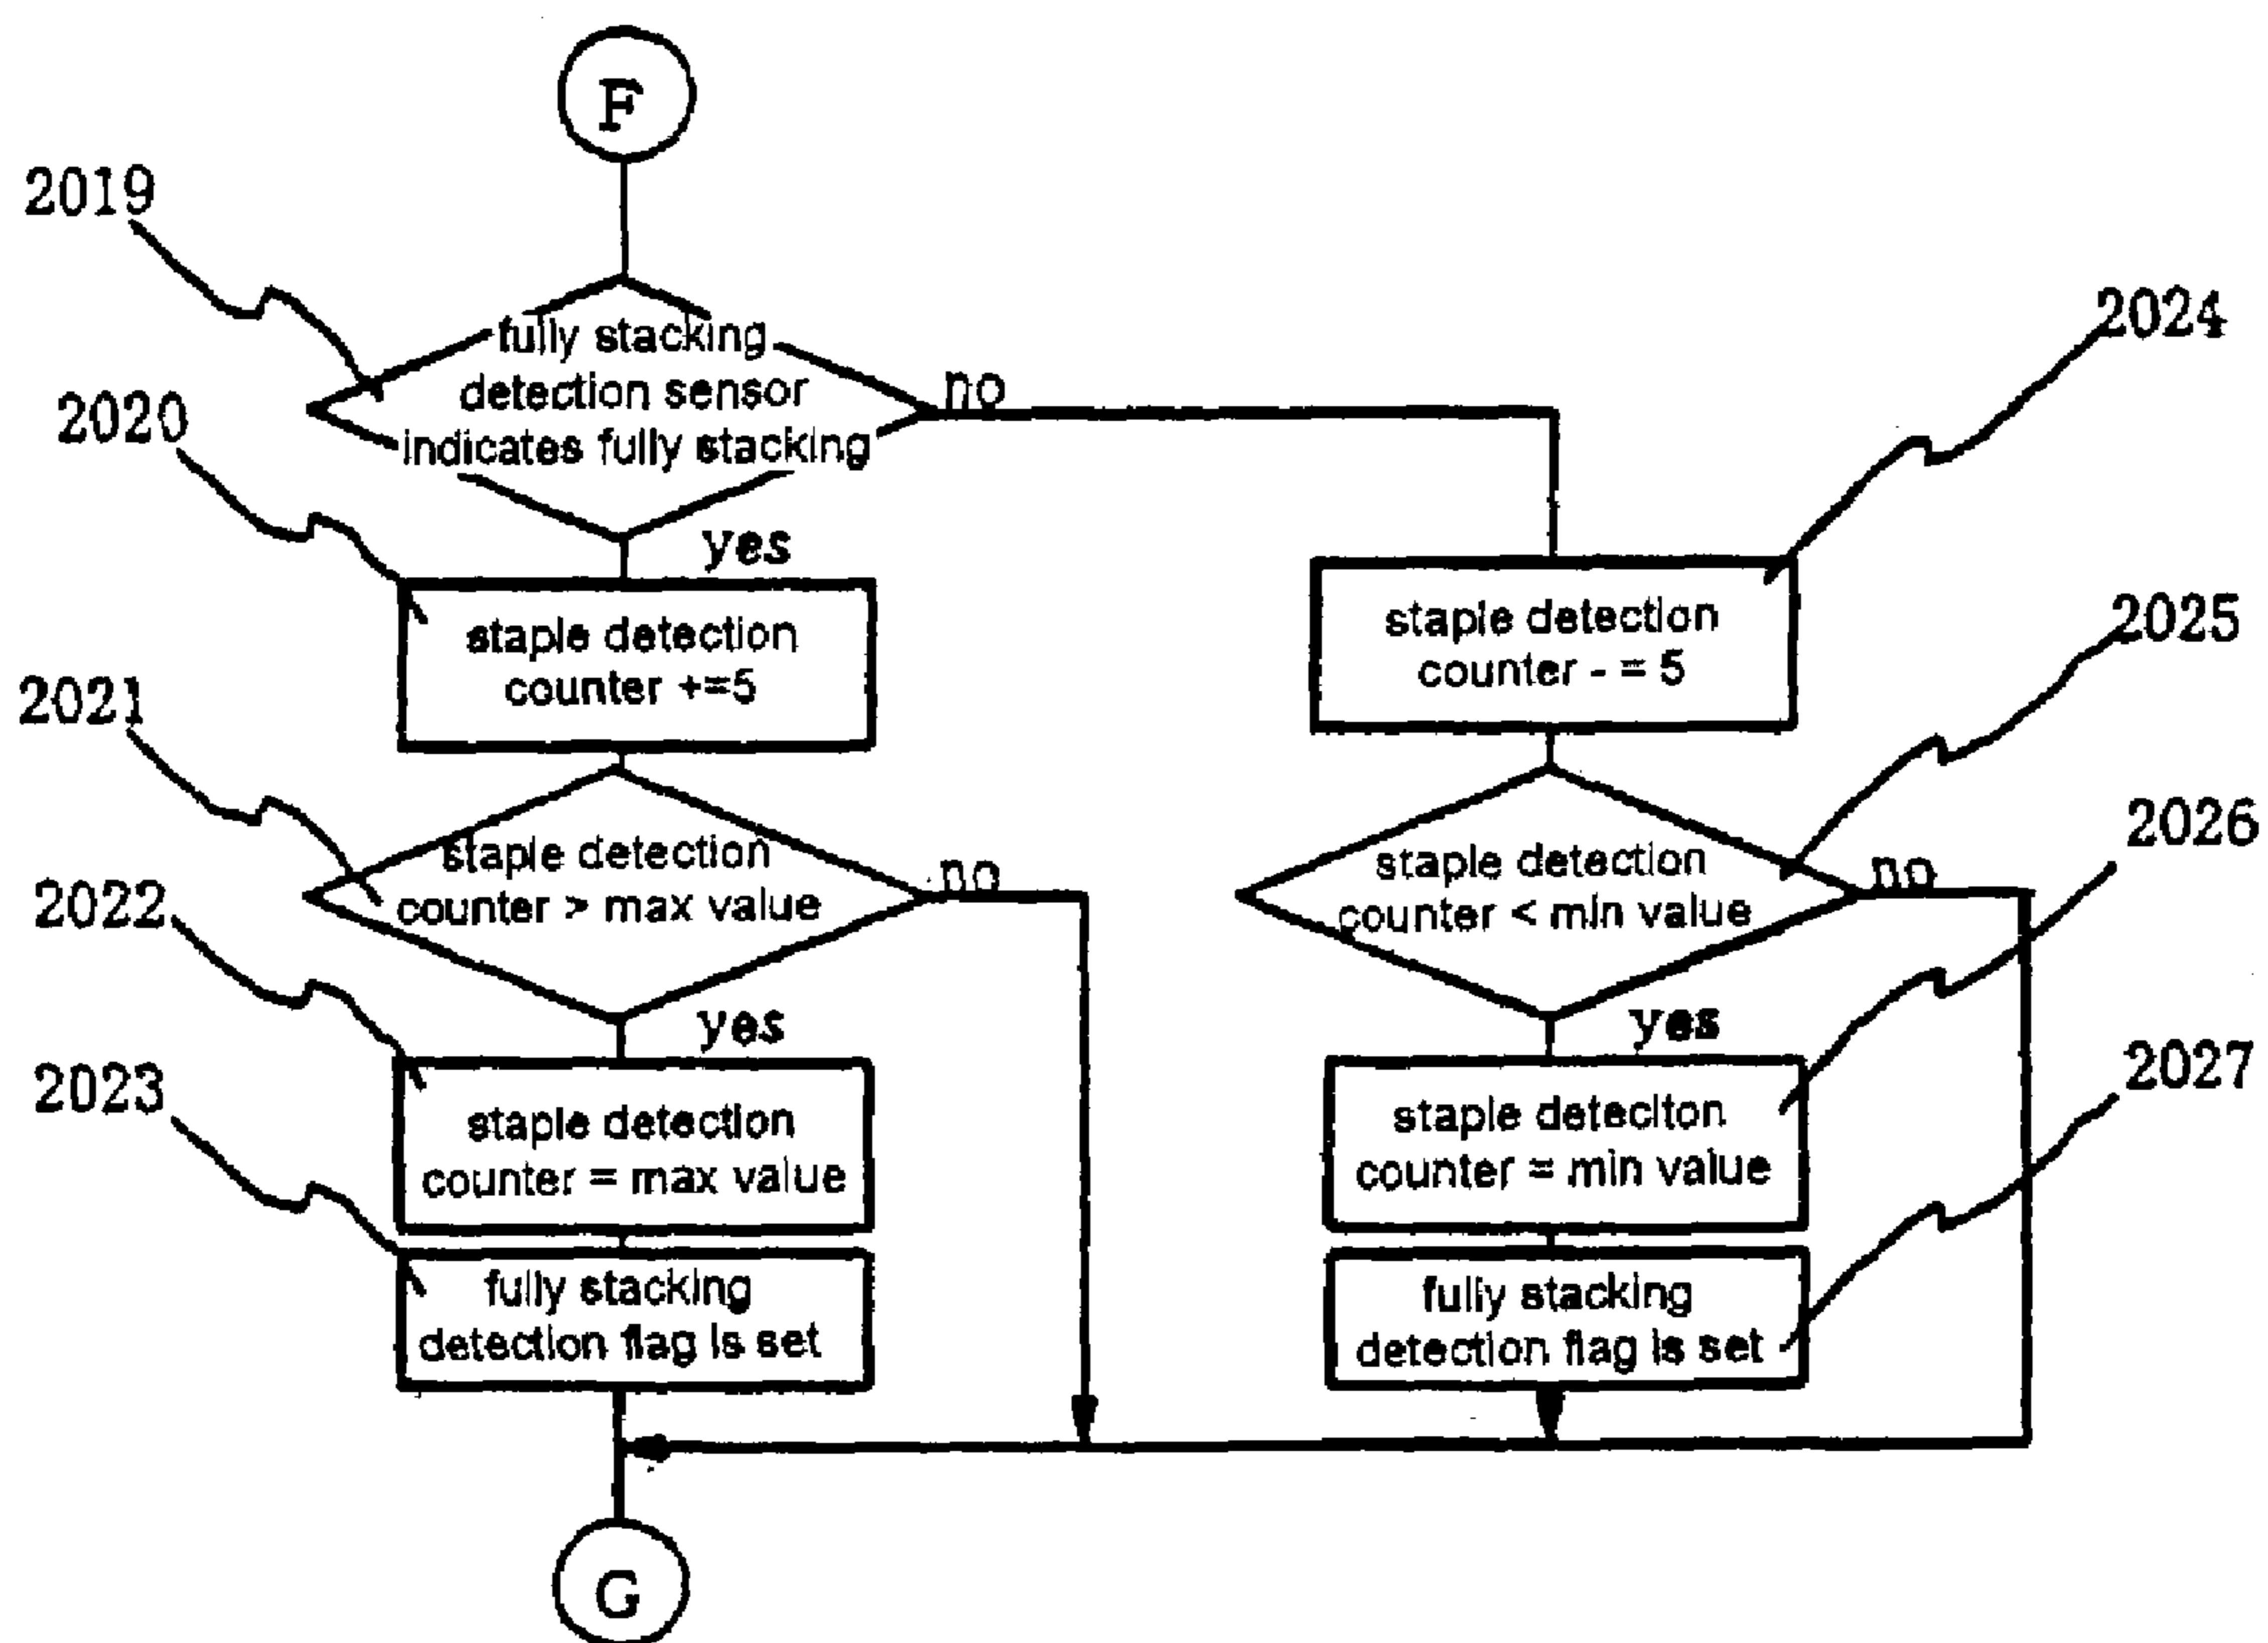 F
2019
fully stacking
detection sensor
indicates fully stacking
no
yes
2020
staple detection
counter +=5
2021
staple detection
counter > max value
no
yes
2022
staple detection
counter = max value
2023
fully stacking
detection flag is set
2024
staple detection
counter - = 5
2025
staple detection
counter < min value
no
yes
2026
staple deteciton
counter = min value
2027
fully stacking
detection flag is set
G